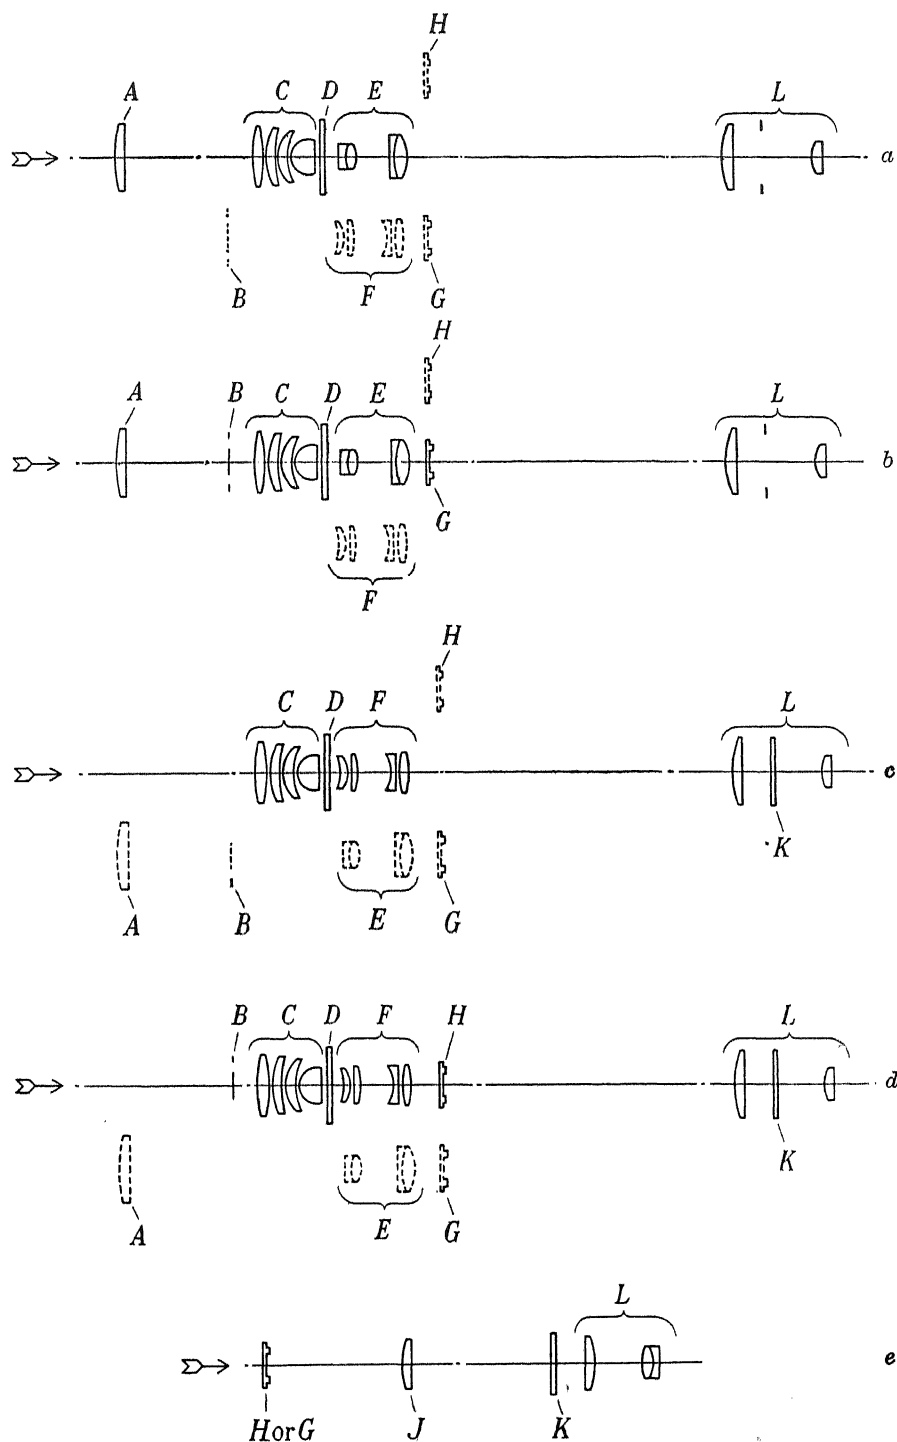 H
A C D E L
a
B F G
H
A B C D E L
b
G
F
H
C D F L
c
K
A B E G
B C D F H L
d
K
A E G
L
e
H or G J K